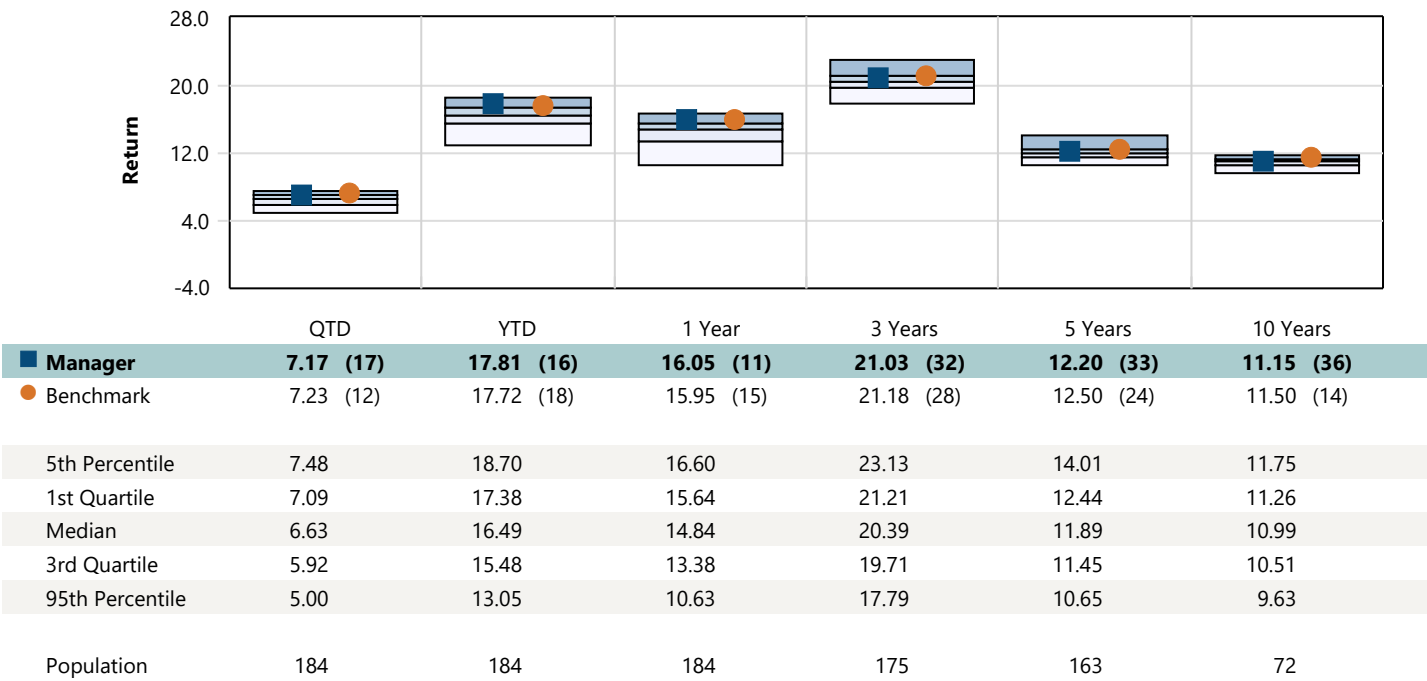 28.0
20.0
12.0
4.0
-4.0
Return
QTD YTD 1 Year 3 Years 5 Years 10 Years
Manager 7.17 (17) 17.81 (16) 16.05 (11) 21.03 (32) 12.20 (33) 11.15 (36)
Benchmark 7.23 (12) 17.72 (18) 15.95 (15) 21.18 (28) 12.50 (24) 11.50 (14)
5th Percentile 7.48 18.70 16.60 23.13 14.01 11.75
1st Quartile 7.09 17.38 15.64 21.21 12.44 11.26
Median 6.63 16.49 14.84 20.39 11.89 10.99
3rd Quartile 5.92 15.48 13.38 19.71 11.45 10.51
95th Percentile 5.00 13.05 10.63 17.79 10.65 9.63
Population 184 184 184 175 163 72